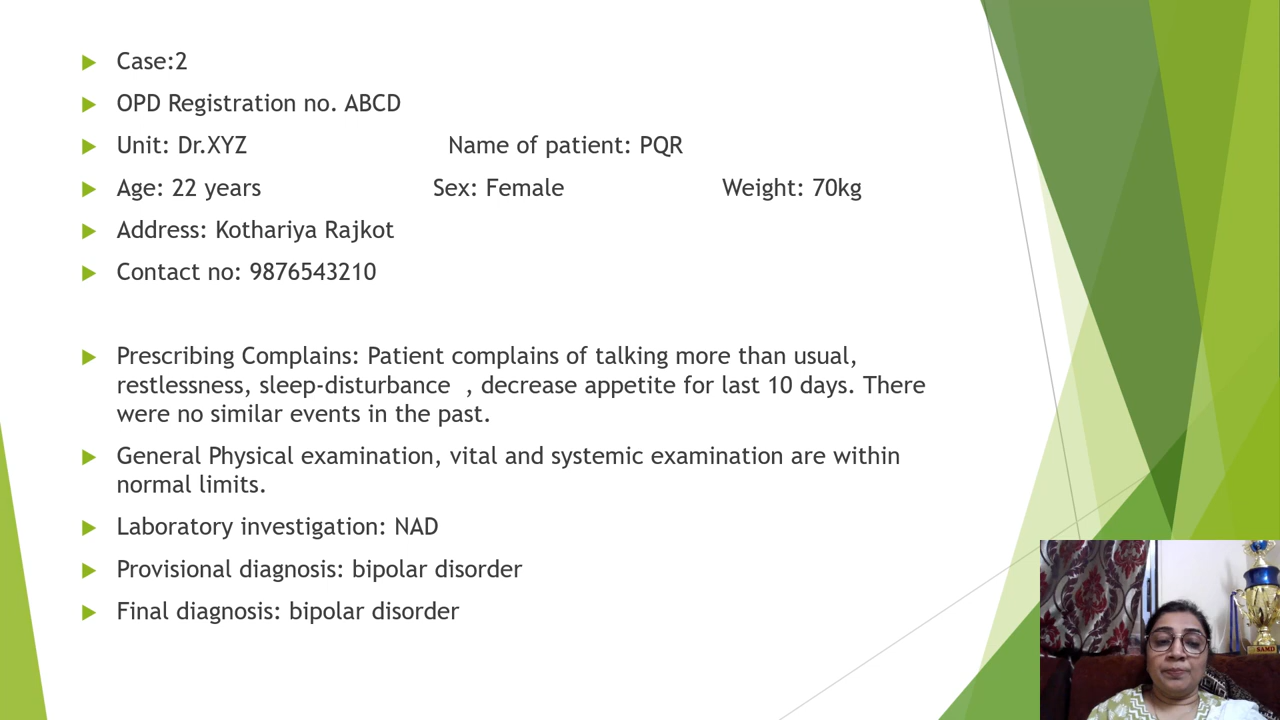 Case:2
OPD Registration no. ABCD
Unit: Dr.XYZ Name of patient: PQR
Age: 22 years Sex: Female Weight: 70kg
Address: Kothariya Rajkot
Contact no: 9876543210
Prescribing Complains: Patient complains of talking more than usual,
restlessness, sleep-disturbance , decrease appetite for last 10 days. There
were no similar events in the past.
General Physical examination, vital and systemic examination are within
normal limits.
Laboratory investigation: NAD
Provisional diagnosis: bipolar disorder
Final diagnosis: bipolar disorder